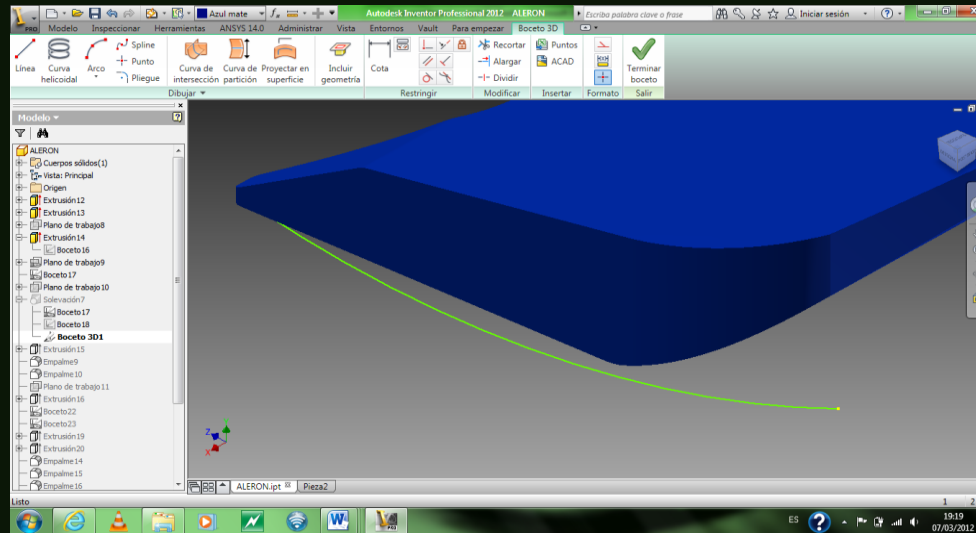 Azul mate
Autodesk Inventor Professional 2012 ALERON
Escriba palabra clave o frase
Iniciar sesión
PRO Modelo Inspeccionar Herramientas ANSYS 14.0 Administrar Vista Entornos Vault Para empezar Boceto 3D
Línea
Curva helicoidal
Arco
Spline
Punto
Pliegue
Curva de intersección
Curva de partición
Proyectar en superficie
Incluir geometría
Cota
Recortar
Alargar
Dividir
Puntos
ACAD
Terminar boceto
Dibujar Restringir Modificar Insertar Formato Salir
Modelo
ALERON
Cuerpos sólidos(1)
Vista: Principal
Origen
Extrusión12
Extrusión13
Plano de trabajo8
Extrusión14
Boceto16
Plano de trabajo9
Boceto17
Plano de trabajo10
Solevación7
Boceto17
Boceto18
Boceto 3D1
Extrusión15
Empalme9
Empalme10
Plano de trabajo11
Extrusión16
Boceto22
Boceto23
Extrusión19
Extrusión20
Empalme14
Empalme15
Empalme16
Z
X
ALERON.ipt Pieza2
Listo
1 2
ES
19:19
07/03/2012